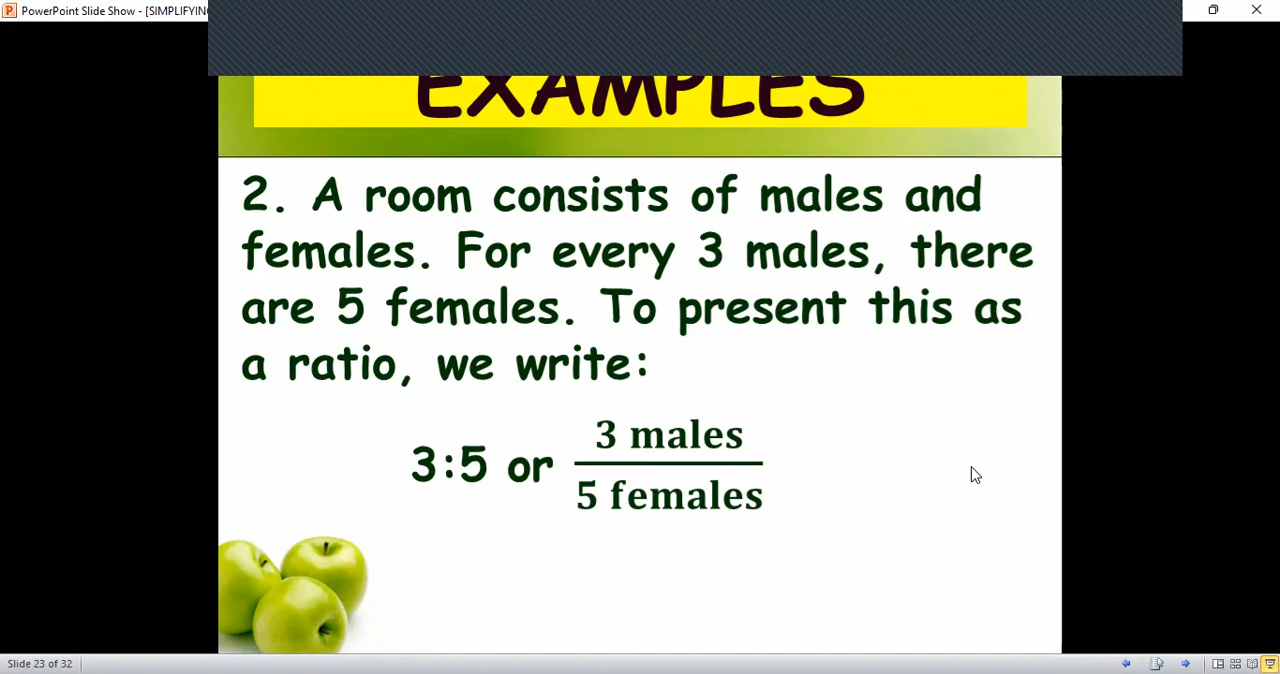 PowerPoint Slide Show - [SIMPLIFYING
EXAMPLES
2. A room consists of males and
females. For every 3 males, there
are 5 females. To present this as
a ratio, we write:
3:5 or 3 males
5 females
Slide 23 of 32